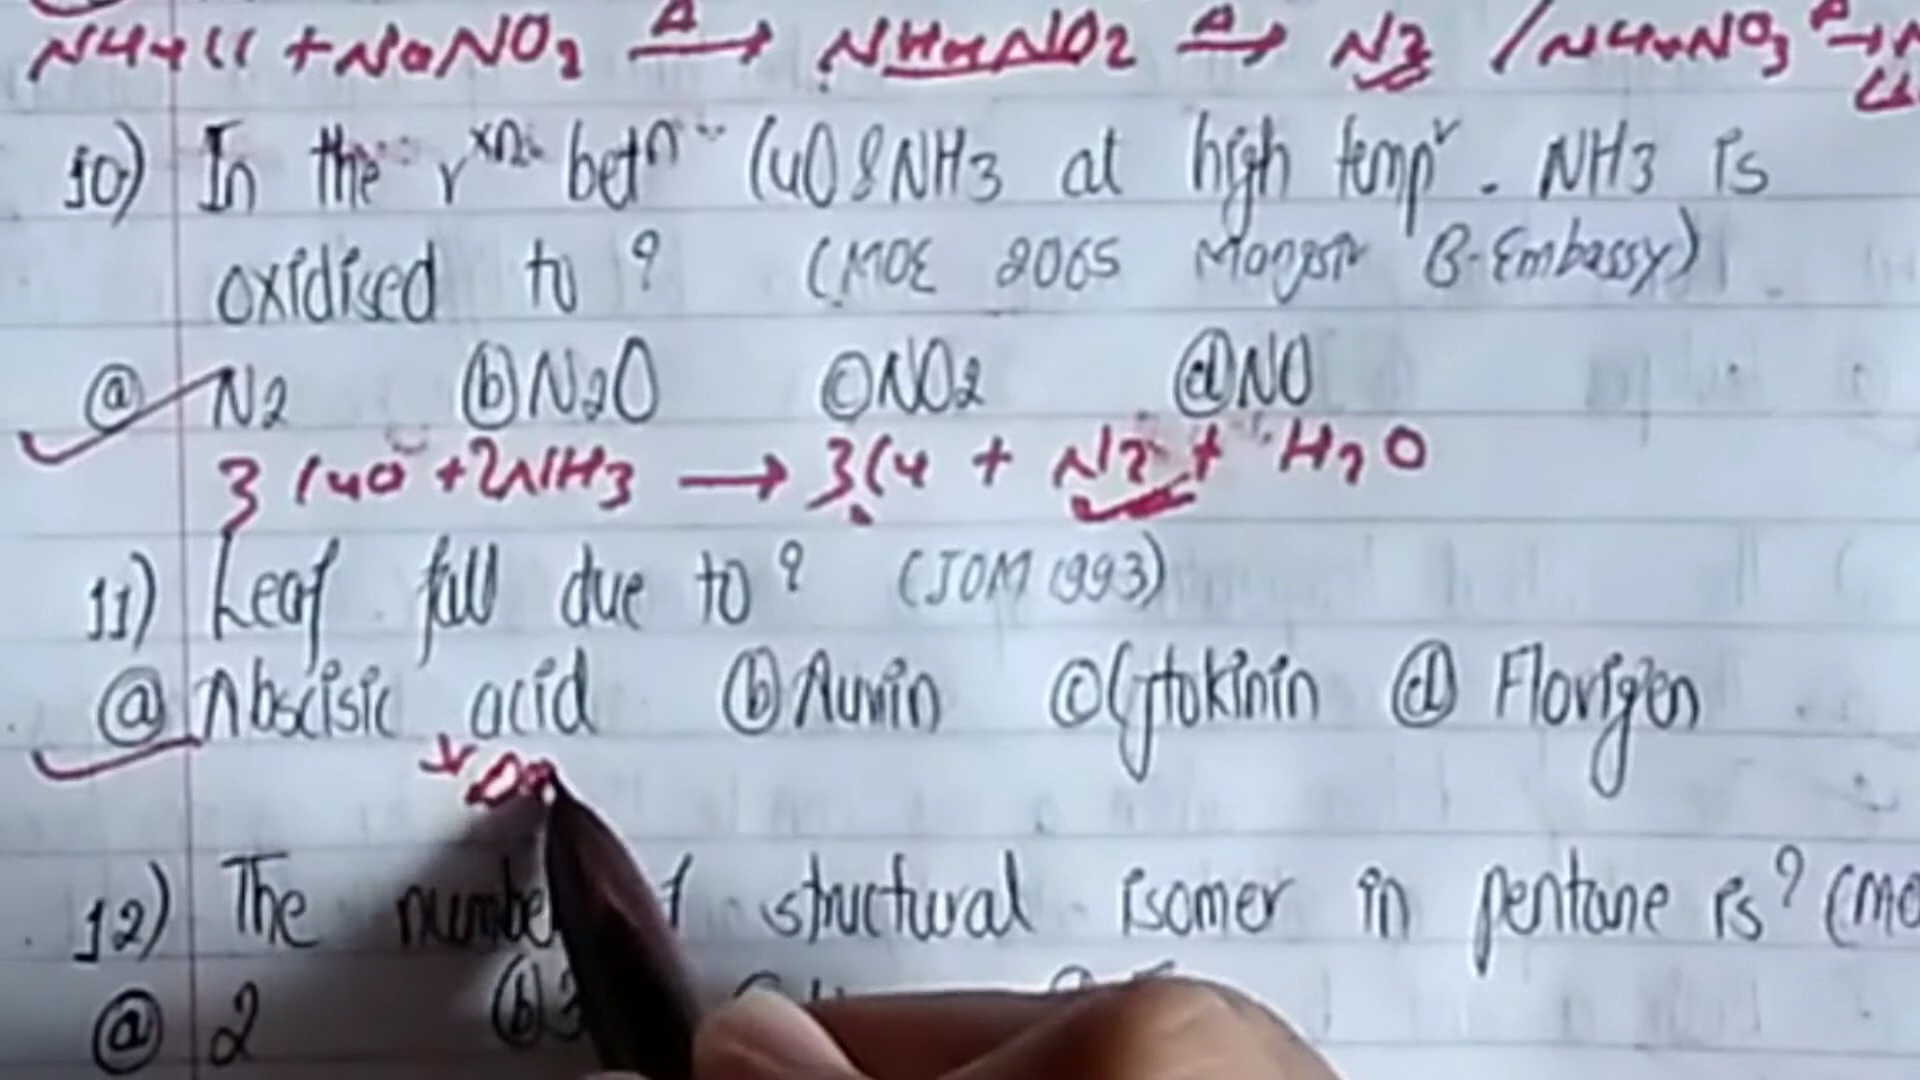 NH4Cl + NaNO2 Δ→ NH4NO2 Δ→ N2 / NH4NO3 Δ→
10) In the rxn betn CuO & NH3 at high tempr. NH3 is
oxidised to ? (MOE 2065 Mangsir B-Embassy)
@ N2 (b) N2O (c) NO2 (d) NO
3 CuO + 2NH3 → 3Cu + N2 + H2O
11) Leaf fall due to ? (IOM 1993)
@ Abscisic acid (b) Auxin (c) Cytokinin (d) Florigen
12) The structural isomer in pentane is ?
@ 2 (b) 3